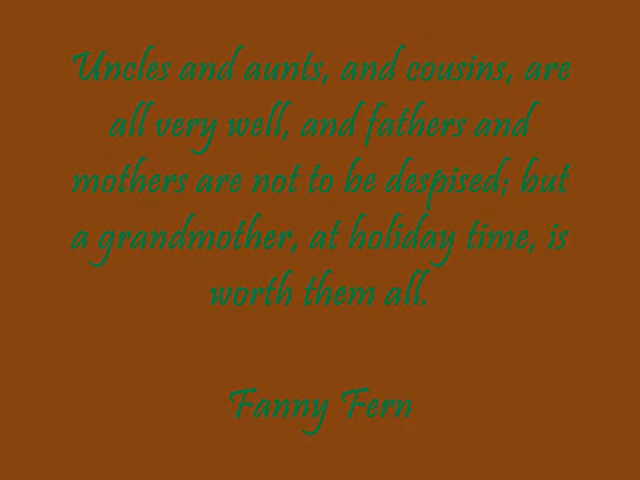 Uncles and aunts, and cousins, are
all very well, and fathers and
mothers are not to be despised; but
a grandmother, at holiday time, is
worth them all.
Fanny Fern